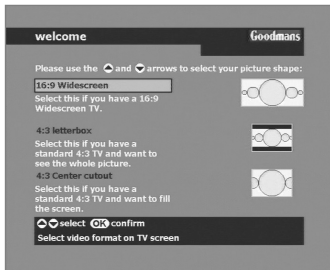 welcome
Goodmans
Please use the and arrows to select your picture shape:
16:9 Widescreen
Select this if you have a 16:9
Widescreen TV.
4:3 letterbox
Select this if you have a
standard 4:3 TV and want to
see the whole picture.
4:3 Center cutout
Select this if you have a
standard 4:3 TV and want to fill
the screen.
select OK confirm
Select video format on TV screen